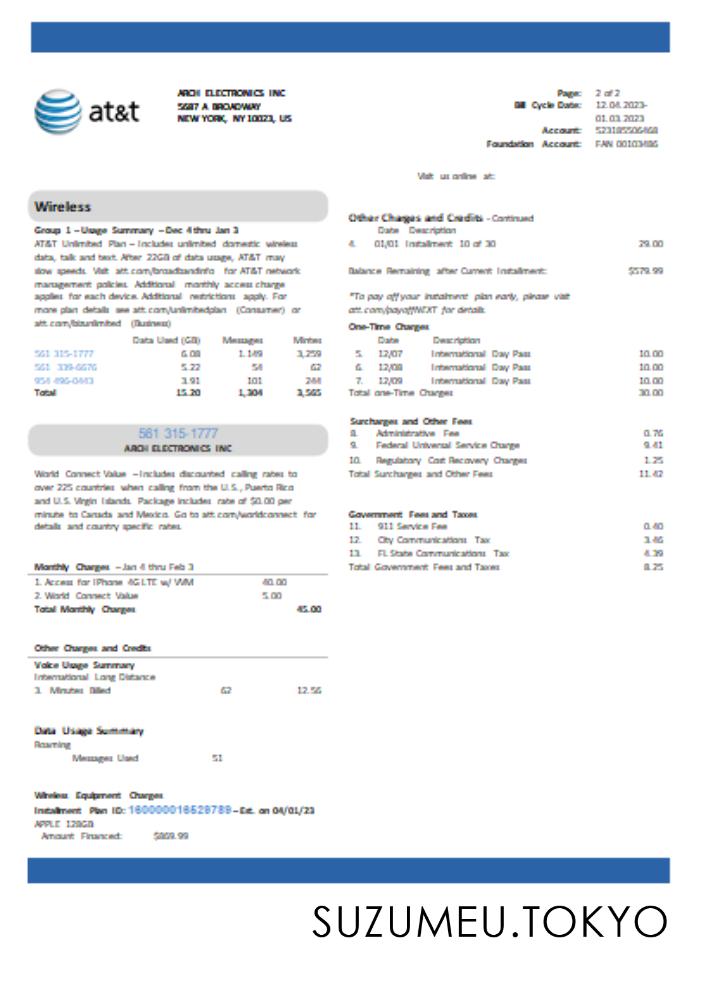 at&t
ARCH ELECTRONICS INC
5687 A BROADWAY
NEW YORK, NY 10023, US
Page: 2 of 2
Bill Cycle Date: 12.04.2023-
01.03.2023
Account: 523185506468
Foundation Account: FAN 00103486
Visit us online at:
Wireless
Group 1 – Usage Summary – Dec 4 thru Jan 3
AT&T Unlimited Plan – Includes unlimited domestic wireless
data, talk and text. After 22GB of data usage, AT&T may
slow speeds. Visit att.com/broadbandinfo for AT&T network
management policies. Additional monthly access charge
applies for each device. Additional restrictions apply. For
more plan details see att.com/unlimitedplan (Consumer) or
att.com/bizunlimited (Business)
Data Used (GB) Messages Mintes
561 315-1777 6.08 1.149 3,259
561 339-6676 5.22 54 62
954 496-0443 3.91 101 244
Total 15.20 1,304 3,565
561 315-1777
ARCH ELECTRONICS INC
World Connect Value – Includes discounted calling rates to
over 225 countries when calling from the U.S., Puerto Rico
and U.S. Virgin Islands. Package includes rate of $0.00 per
minute to Canada and Mexico. Go to att.com/worldconnect for
details and country specific rates.
Monthly Charges – Jan 4 thru Feb 3
1. Access for iPhone 4G LTE w/ VVM 40.00
2. World Connect Value 5.00
Total Monthly Charges 45.00
Other Charges and Credits
Voice Usage Summary
International Long Distance
3. Minutes Billed 62 12.56
Data Usage Summary
Roaming
Messages Used 51
Wireless Equipment Charges
Installment Plan ID: 160000016529789 – Est. on 04/01/23
APPLE 128GB
Amount Financed: $869.99
Other Charges and Credits - Continued
Date Description
4. 01/01 Installment 10 of 30 29.00
Balance Remaining after Current Installment: $579.99
*To pay off your instalment plan early, please visit
att.com/payoffNEXT for details.
One-Time Charges
Date Description
5. 12/07 International Day Pass 10.00
6. 12/08 International Day Pass 10.00
7. 12/09 International Day Pass 10.00
Total one-Time Charges 30.00
Surcharges and Other Fees
8. Administrative Fee 0.76
9. Federal Universal Service Charge 9.41
10. Regulatory Cost Recovery Charges 1.25
Total Surcharges and Other Fees 11.42
Government Fees and Taxes
11. 911 Service Fee 0.40
12. City Communications Tax 3.46
13. FL State Communications Tax 4.39
Total Government Fees and Taxes 8.25
SUZUMEU.TOKYO